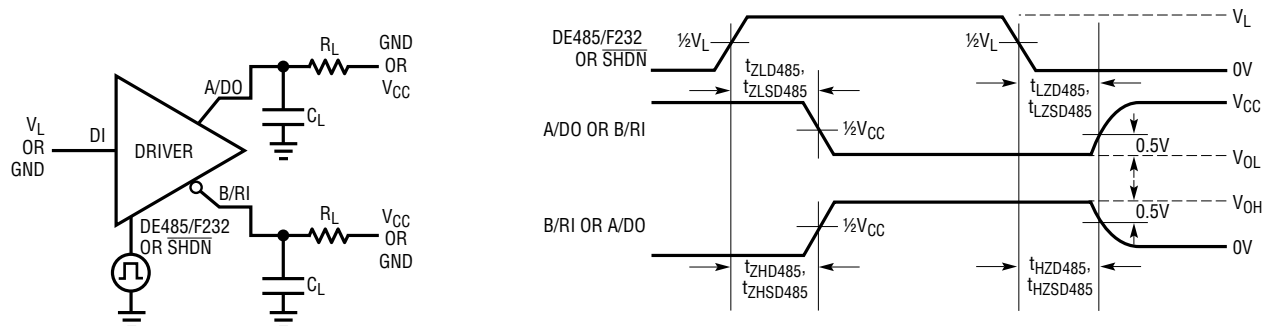 R_L
GND
OR
V_CC
A/DO
C_L
V_L
OR
GND
DI
DRIVER
B/RI
R_L
V_CC
OR
GND
DE485/F232
OR SHDN
C_L
DE485/F232
OR SHDN
½V_L
½V_L
V_L
0V
t_ZLD485,
t_ZLSD485
t_LZD485,
t_LZSD485
A/DO OR B/RI
½V_CC
V_CC
0.5V
V_OL
B/RI OR A/DO
½V_CC
V_OH
0.5V
0V
t_ZHD485,
t_ZHSD485
t_HZD485,
t_HZSD485